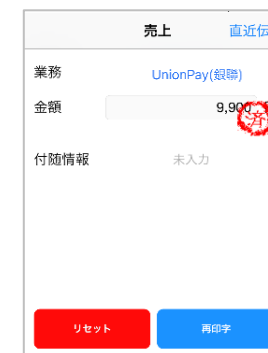 売上 直近伝
業務 UnionPay(銀聯)
金額 9,900
済
付随情報 未入力
リセット 再印字